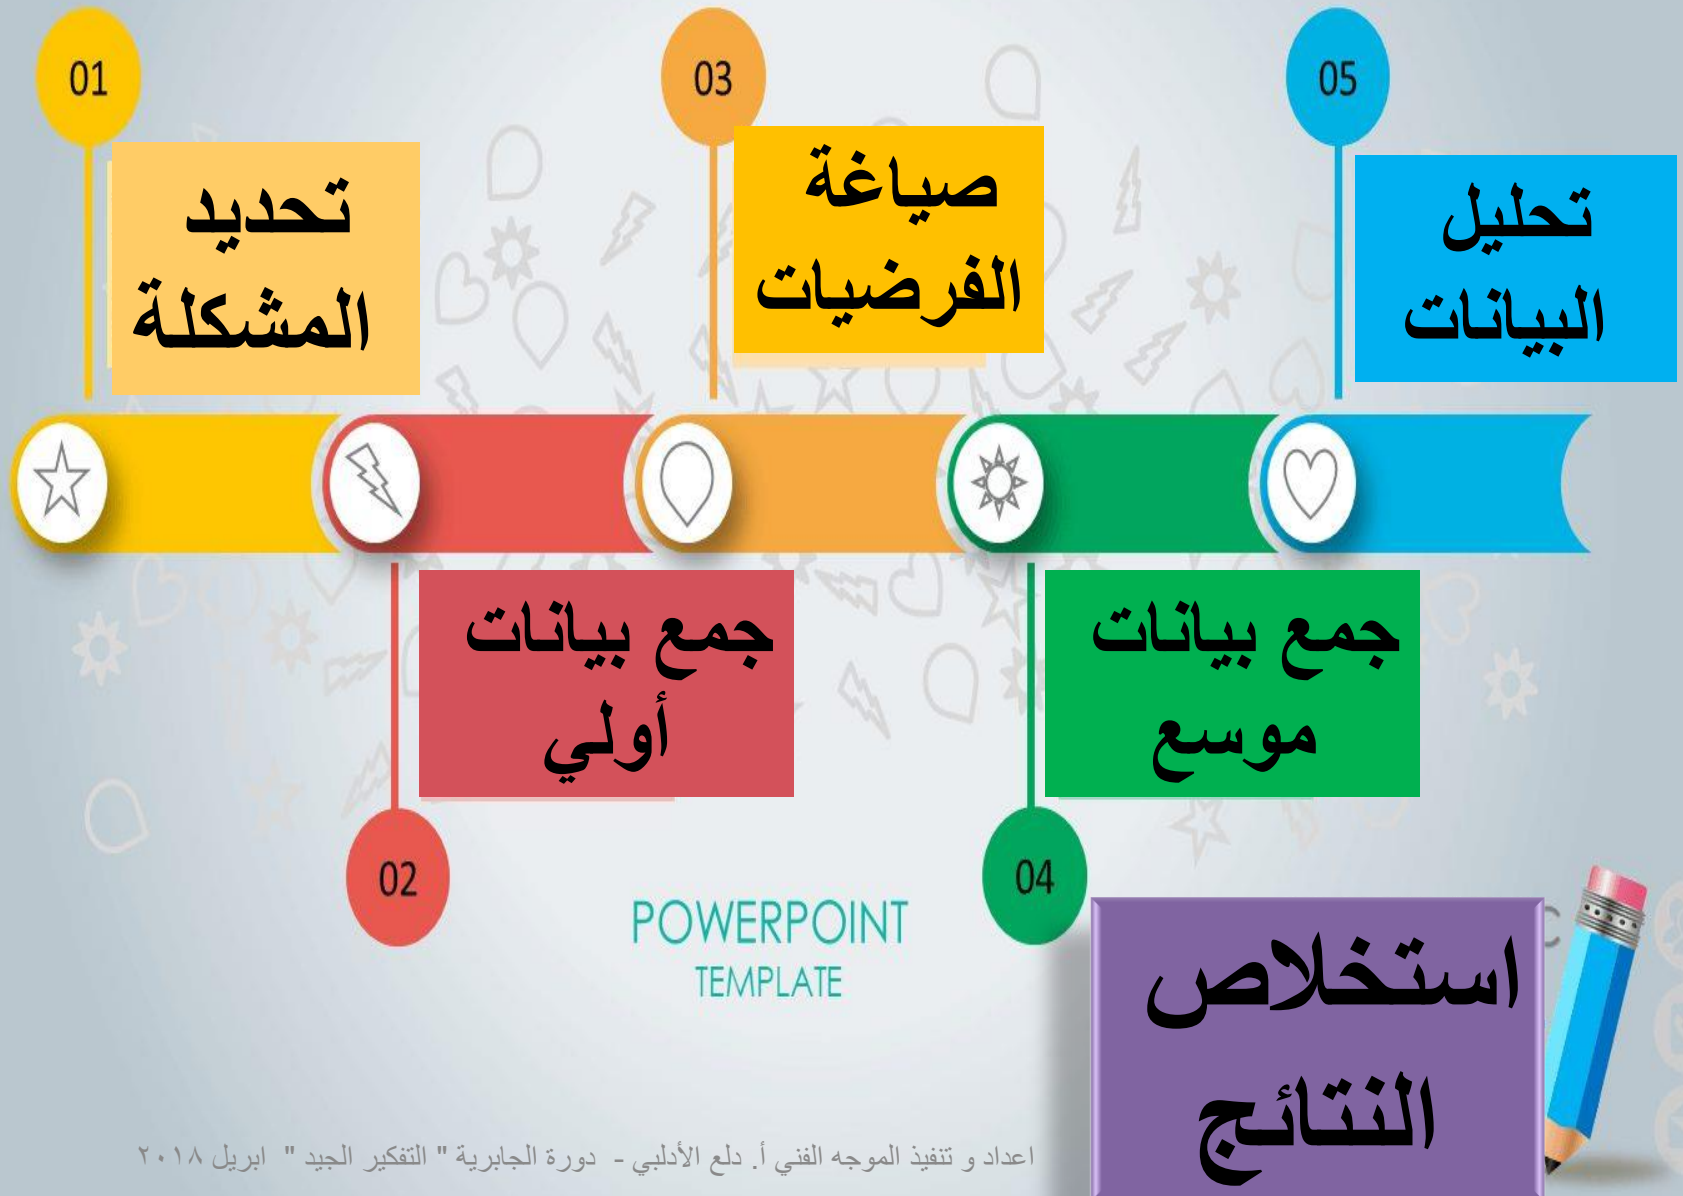 01
تحديد
المشكلة
02
جمع بيانات
أولي
03
صياغة
الفرضيات
04
جمع بيانات
موسع
05
تحليل
البيانات
استخلاص
النتائج
POWERPOINT
TEMPLATE
اعداد و تنفيذ الموجه الفني أ. دلع الأدلبي - دورة الجابرية " التفكير الجيد " ابريل ٢٠١٨